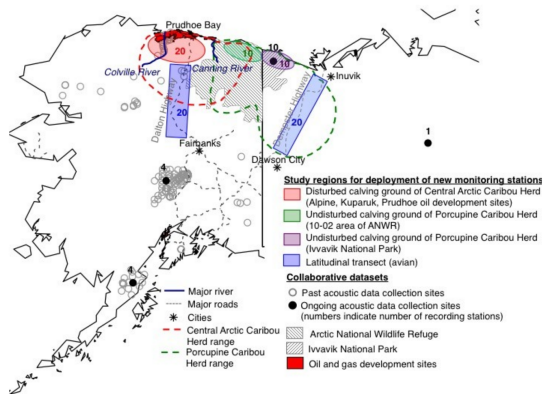 Prudhoe Bay
20
10
10
10
Colville River
Canning River
Inuvik
Dalton Highway
20
Dempster Highway
20
1
Fairbanks
Dawson City
4
4
Study regions for deployment of new monitoring stations
Disturbed calving ground of Central Arctic Caribou Herd
(Alpine, Kuparuk, Prudhoe oil development sites)
Undisturbed calving ground of Porcupine Caribou Herd
(10-02 area of ANWR)
Undisturbed calving ground of Porcupine Caribou Herd
(Ivvavik National Park)
Latitudinal transect (avian)
Collaborative datasets
Past acoustic data collection sites
Ongoing acoustic data collection sites
(numbers indicate number of recording stations)
Major river
Major roads
Cities
Central Arctic Caribou
Herd range
Porcupine Caribou
Herd range
Arctic National Wildlife Refuge
Ivvavik National Park
Oil and gas development sites